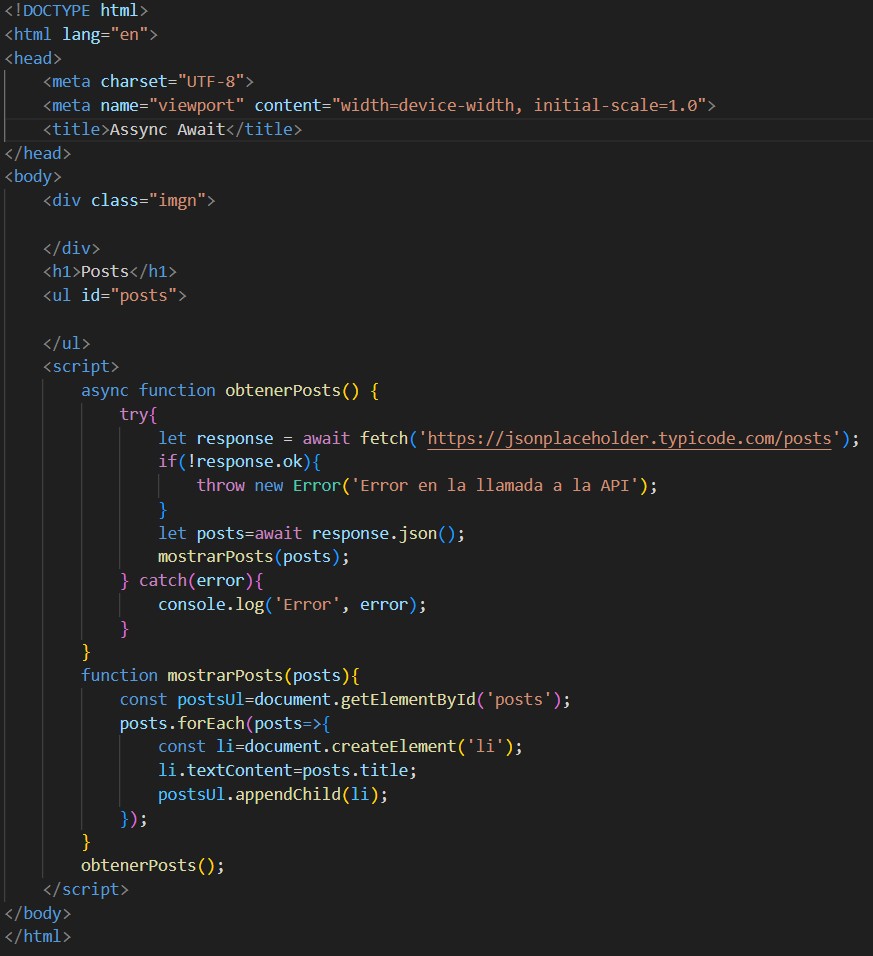 <!DOCTYPE html>
<html lang="en">
<head>
    <meta charset="UTF-8">
    <meta name="viewport" content="width=device-width, initial-scale=1.0">
    <title>Assync Await</title>
</head>
<body>
    <div class="imgn">

    </div>
    <h1>Posts</h1>
    <ul id="posts">

    </ul>
    <script>
        async function obtenerPosts() {
            try{
                let response = await fetch('https://jsonplaceholder.typicode.com/posts');
                if(!response.ok){
                    throw new Error('Error en la llamada a la API');
                }
                let posts=await response.json();
                mostrarPosts(posts);
            } catch(error){
                console.log('Error', error);
            }
        }
        function mostrarPosts(posts){
            const postsUl=document.getElementById('posts');
            posts.forEach(posts=>{
                const li=document.createElement('li');
                li.textContent=posts.title;
                postsUl.appendChild(li);
            });
        }
        obtenerPosts();
    </script>
</body>
</html>